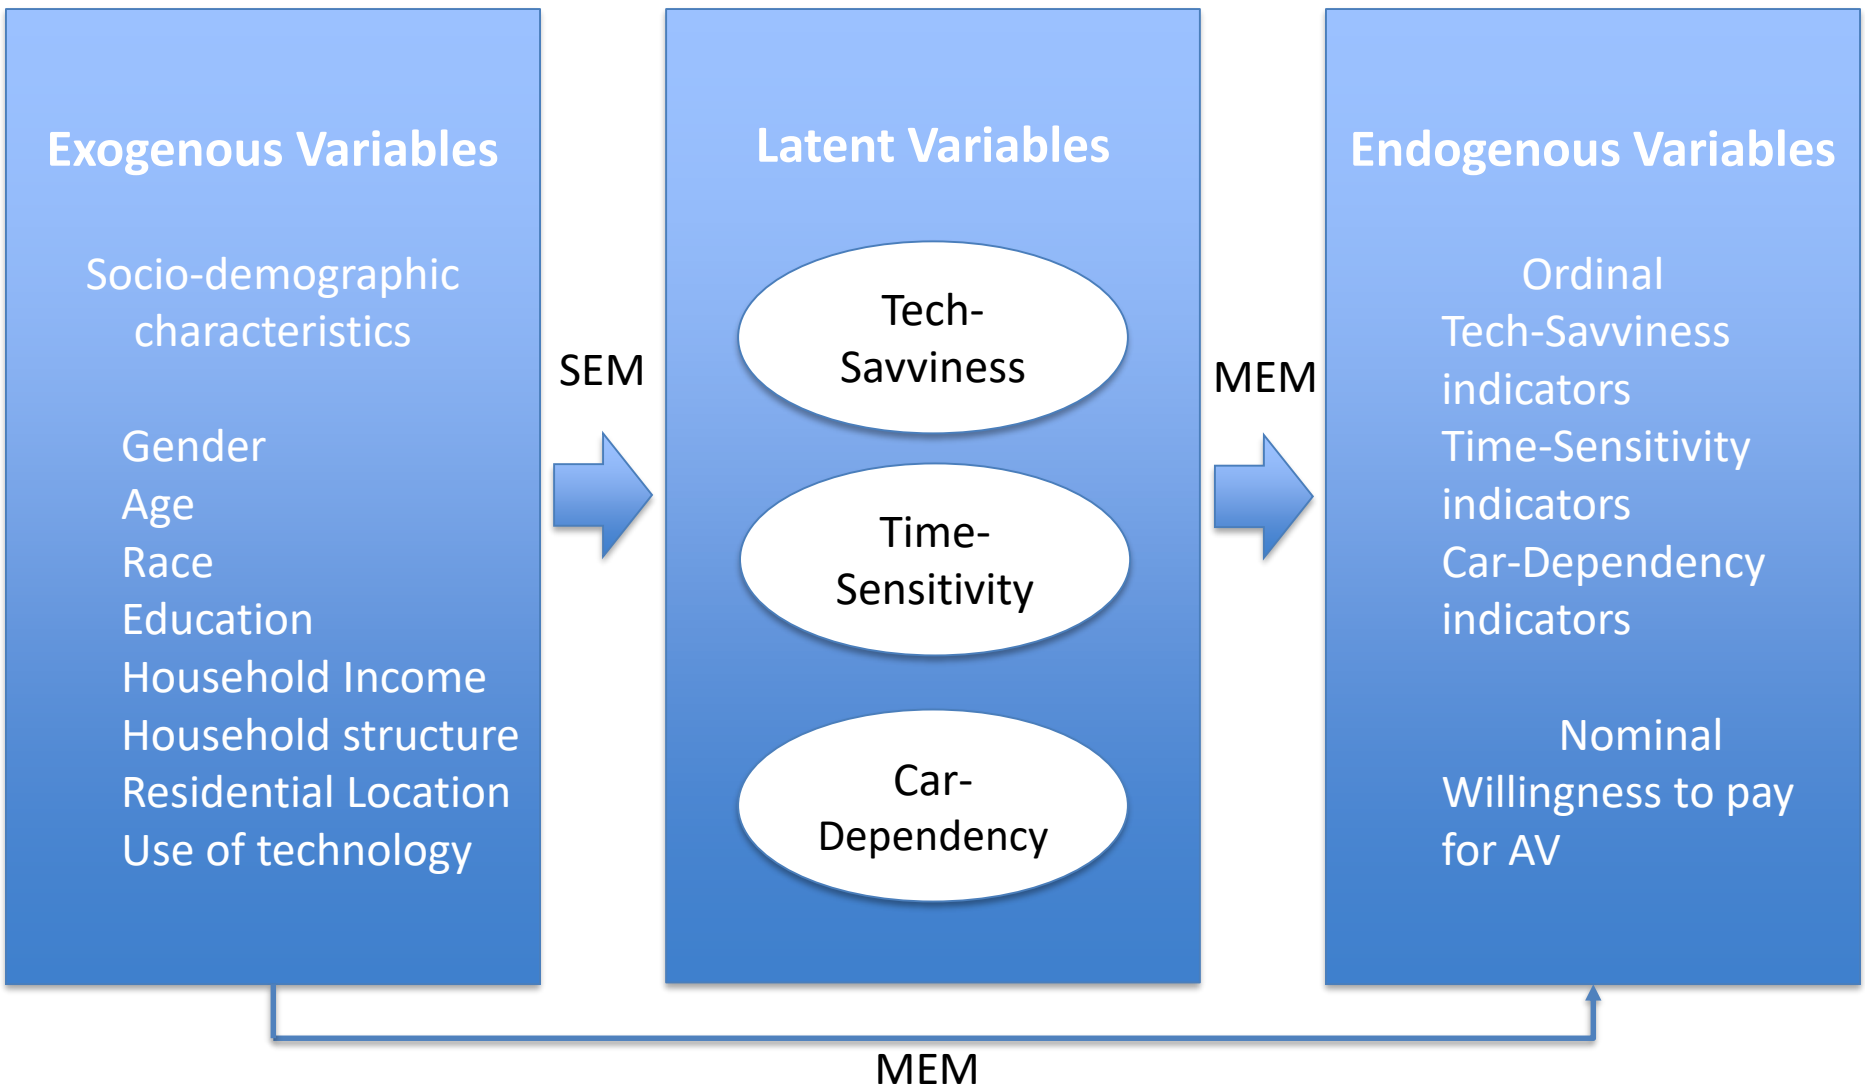 Exogenous Variables
Socio-demographic
characteristics
Gender
Age
Race
Education
Household Income
Household structure
Residential Location
Use of technology
SEM
Latent Variables
Tech-
Savviness
Time-
Sensitivity
Car-
Dependency
MEM
Endogenous Variables
Ordinal
Tech-Savviness
indicators
Time-Sensitivity
indicators
Car-Dependency
indicators
Nominal
Willingness to pay
for AV
MEM